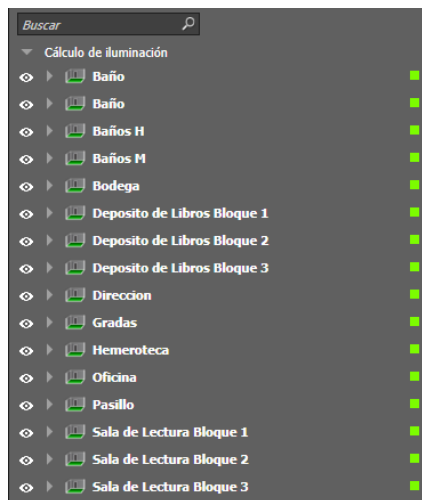 Buscar
Cálculo de iluminación
Baño
Baño
Baños H
Baños M
Bodega
Deposito de Libros Bloque 1
Deposito de Libros Bloque 2
Deposito de Libros Bloque 3
Direccion
Gradas
Hemeroteca
Oficina
Pasillo
Sala de Lectura Bloque 1
Sala de Lectura Bloque 2
Sala de Lectura Bloque 3